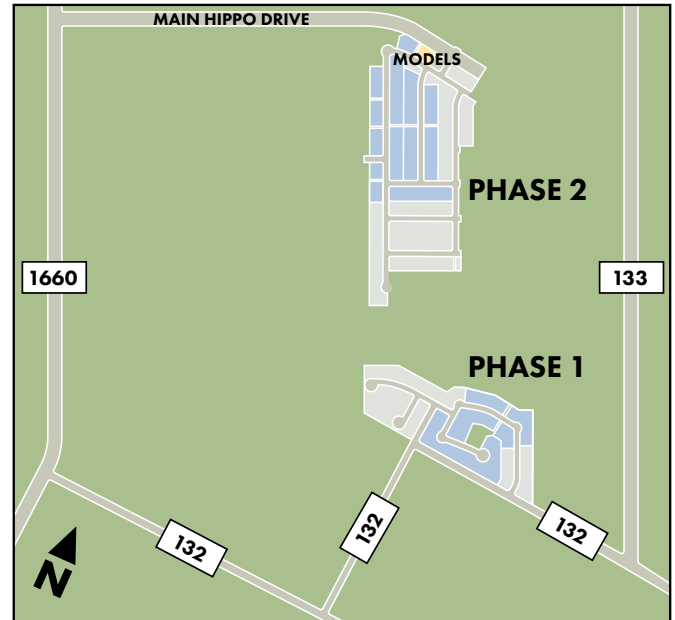 MAIN HIPPO DRIVE
MODELS
PHASE 2
1660
133
PHASE 1
132
132
132
N